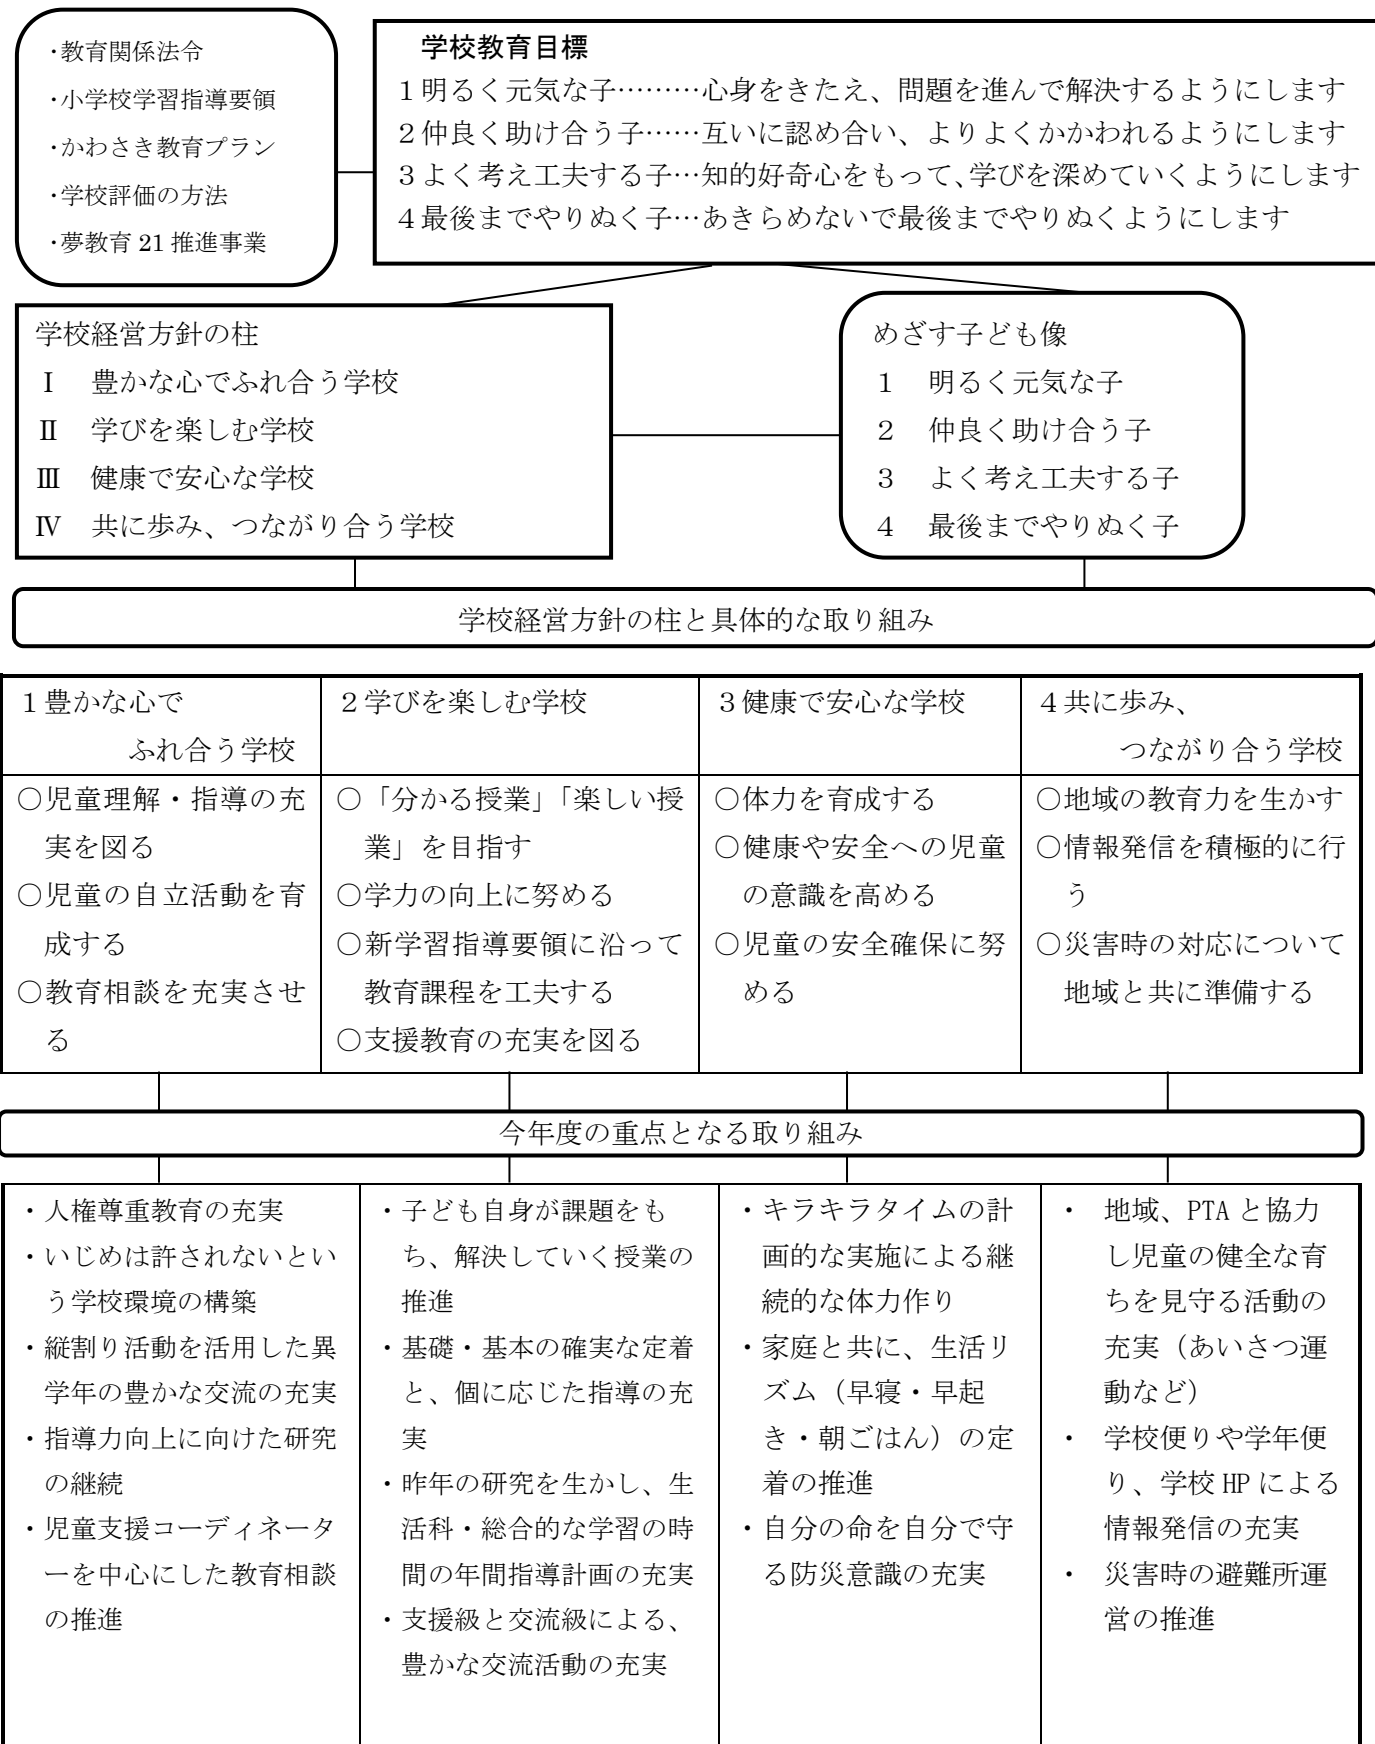 ・教育関係法令
・小学校学習指導要領
・かわさき教育プラン
・学校評価の方法
・夢教育 21 推進事業
学校教育目標
１明るく元気な子………心身をきたえ、問題を進んで解決するようにします
２仲良く助け合う子……互いに認め合い、よりよくかかわれるようにします
３よく考え工夫する子…知的好奇心をもって、学びを深めていくようにします
４最後までやりぬく子…あきらめないで最後までやりぬくようにします
学校経営方針の柱
Ⅰ　豊かな心でふれ合う学校
Ⅱ　学びを楽しむ学校
Ⅲ　健康で安心な学校
Ⅳ　共に歩み、つながり合う学校
めざす子ども像
１　明るく元気な子
２　仲良く助け合う子
３　よく考え工夫する子
４　最後までやりぬく子
学校経営方針の柱と具体的な取り組み
１豊かな心で
ふれ合う学校
２学びを楽しむ学校
３健康で安心な学校
４共に歩み、
つながり合う学校
○児童理解・指導の充
実を図る
○児童の自立活動を育
成する
○教育相談を充実させ
る
○「分かる授業」「楽しい授
業」を目指す
○学力の向上に努める
○新学習指導要領に沿って
教育課程を工夫する
○支援教育の充実を図る
○体力を育成する
○健康や安全への児童
の意識を高める
○児童の安全確保に努
める
○地域の教育力を生かす
○情報発信を積極的に行
う
○災害時の対応について
地域と共に準備する
今年度の重点となる取り組み
・人権尊重教育の充実
・いじめは許されないとい
う学校環境の構築
・縦割り活動を活用した異
学年の豊かな交流の充実
・指導力向上に向けた研究
の継続
・児童支援コーディネータ
ーを中心にした教育相談
の推進
・子ども自身が課題をも
ち、解決していく授業の
推進
・基礎・基本の確実な定着
と、個に応じた指導の充
実
・昨年の研究を生かし、生
活科・総合的な学習の時
間の年間指導計画の充実
・支援級と交流級による、
豊かな交流活動の充実
・キラキラタイムの計
画的な実施による継
続的な体力作り
・家庭と共に、生活リ
ズム（早寝・早起
き・朝ごはん）の定
着の推進
・自分の命を自分で守
る防災意識の充実
・　地域、PTA と協力
し児童の健全な育
ちを見守る活動の
充実（あいさつ運
動など）
・　学校便りや学年便
り、学校 HP による
情報発信の充実
・　災害時の避難所運
営の推進